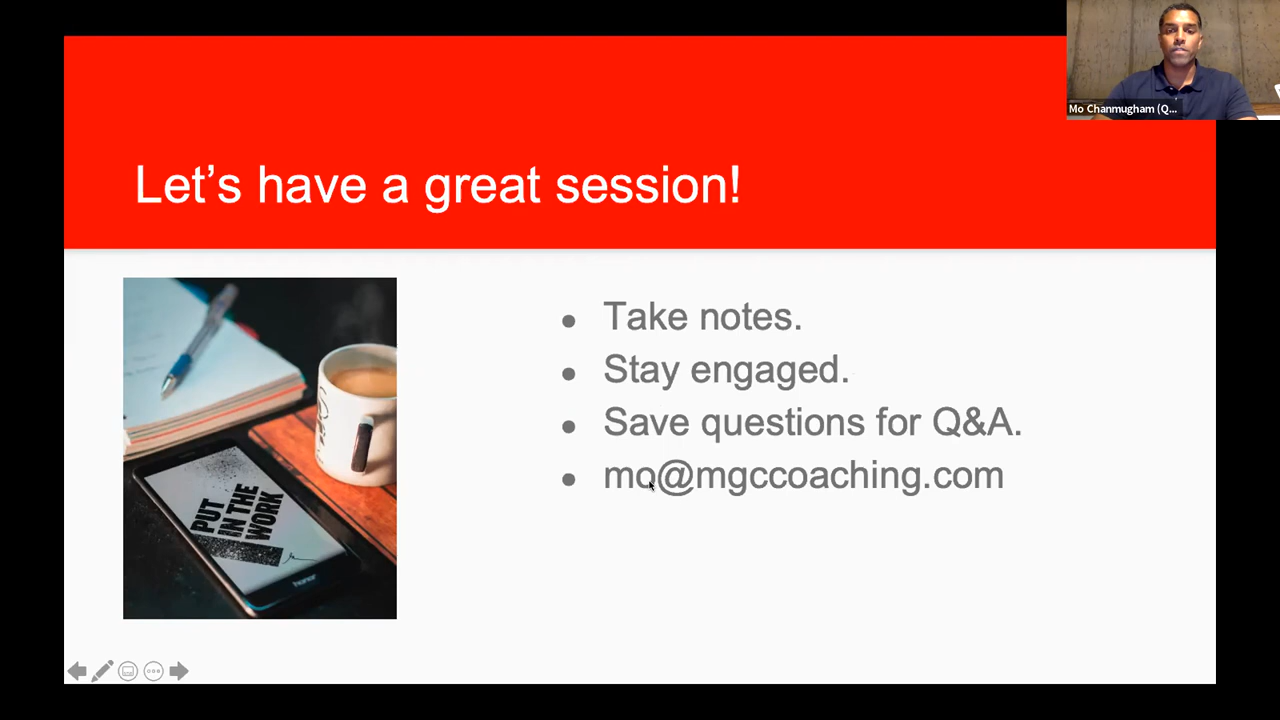 Mo Chanmugham (Q...
Let's have a great session!
Take notes.
Stay engaged.
Save questions for Q&A.
mo@mgccoaching.com
PUT
IN THE
WORK
honor